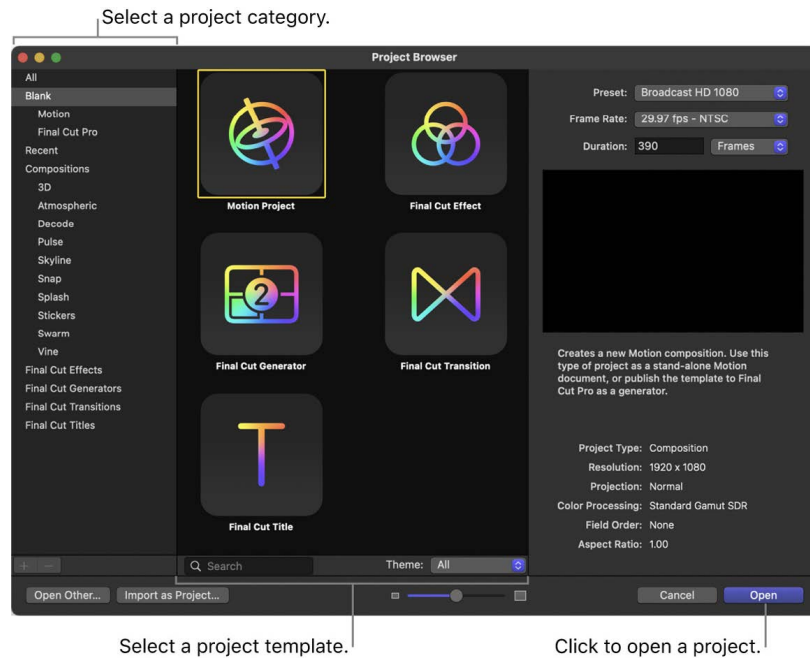 Select a project category.
Project Browser
All
Blank
Motion
Final Cut Pro
Recent
Compositions
3D
Atmospheric
Decode
Pulse
Skyline
Snap
Splash
Stickers
Swarm
Vine
Final Cut Effects
Final Cut Generators
Final Cut Transitions
Final Cut Titles
Motion Project
Final Cut Effect
2
Final Cut Generator
Final Cut Transition
T
Final Cut Title
Preset: Broadcast HD 1080
Frame Rate: 29.97 fps - NTSC
Duration: 390 Frames
Creates a new Motion composition. Use this
type of project as a stand-alone Motion
document, or publish the template to Final
Cut Pro as a generator.
Project Type: Composition
Resolution: 1920 x 1080
Projection: Normal
Color Processing: Standard Gamut SDR
Field Order: None
Aspect Ratio: 1.00
+ −
Search
Theme: All
Open Other... Import as Project...
Cancel Open
Select a project template.
Click to open a project.